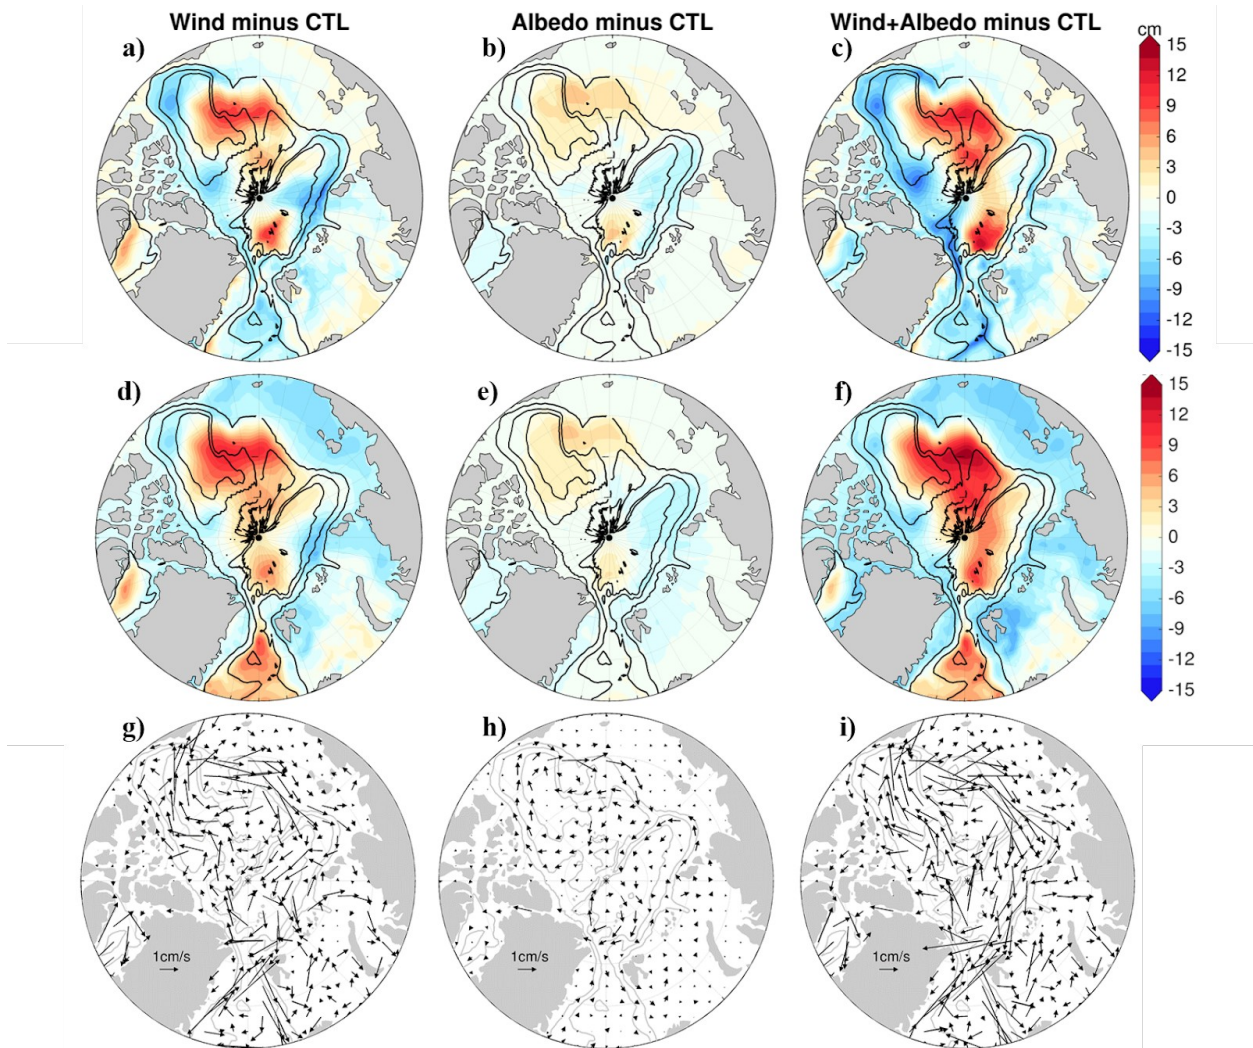 Wind minus CTL
Albedo minus CTL
Wind+Albedo minus CTL
a)
b)
c)
cm
15
12
9
6
3
0
-3
-6
-9
-12
-15
d)
e)
f)
15
12
9
6
3
0
-3
-6
-9
-12
-15
g)
h)
i)
1cm/s
1cm/s
1cm/s